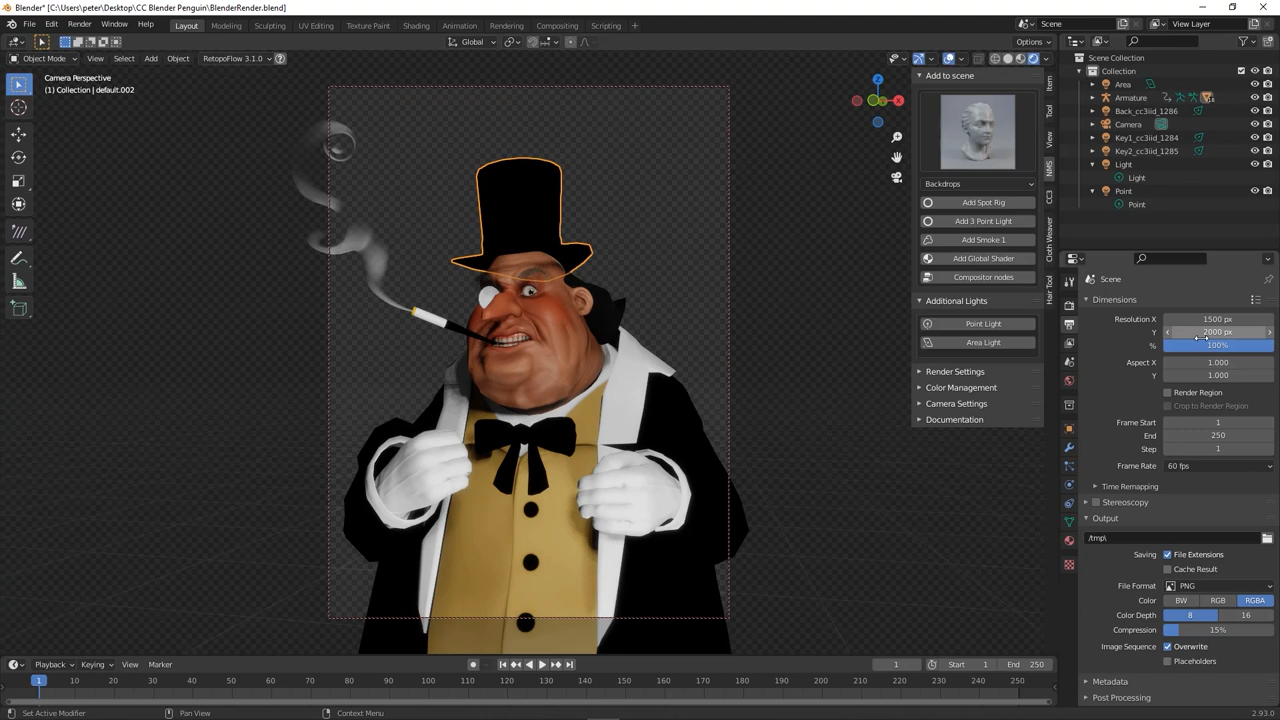 Blender* [C:\Users\peter\Desktop\CC Blender Penguin\BlenderRender.blend]
File Edit Render Window Help Layout Modeling Sculpting UV Editing Texture Paint Shading Animation Rendering Compositing Scripting + Scene View Layer
Global Options
Object Mode View Select Add Object RetopoFlow 3.1.0
Camera Perspective
(1) Collection | default.002
X
Add to scene
Backdrops
Add Spot Rig
Add 3 Point Light
Add Smoke 1
Add Global Shader
Compositor nodes
Additional Lights
Point Light
Area Light
Render Settings
Color Management
Camera Settings
Documentation
Item
Tool
View
NMS
CC3
Cloth Weaver
Hair Tool
Scene Collection
Collection
Area
Armature
Back_cc3iid_1286
Camera
Key1_cc3iid_1284
Key2_cc3iid_1285
Light
Light
Point
Point
Scene
Dimensions
Resolution X 1500 px
Y 2000 px
% 100%
Aspect X 1.000
Y 1.000
Render Region
Crop to Render Region
Frame Start 1
End 250
Step 1
Frame Rate 60 fps
Time Remapping
Stereoscopy
Output
/tmp\
Saving File Extensions
Cache Result
File Format PNG
Color BW RGB RGBA
Color Depth 8 16
Compression 15%
Image Sequence Overwrite
Placeholders
Metadata
Post Processing
Playback Keying View Marker 1 Start 1 End 250
1 10 20 30 40 50 60 70 80 90 100 110 120 130 140 150 160 170 180 190 200 210 220 230 240 250
Set Active Modifier Pan View Context Menu 2.93.0